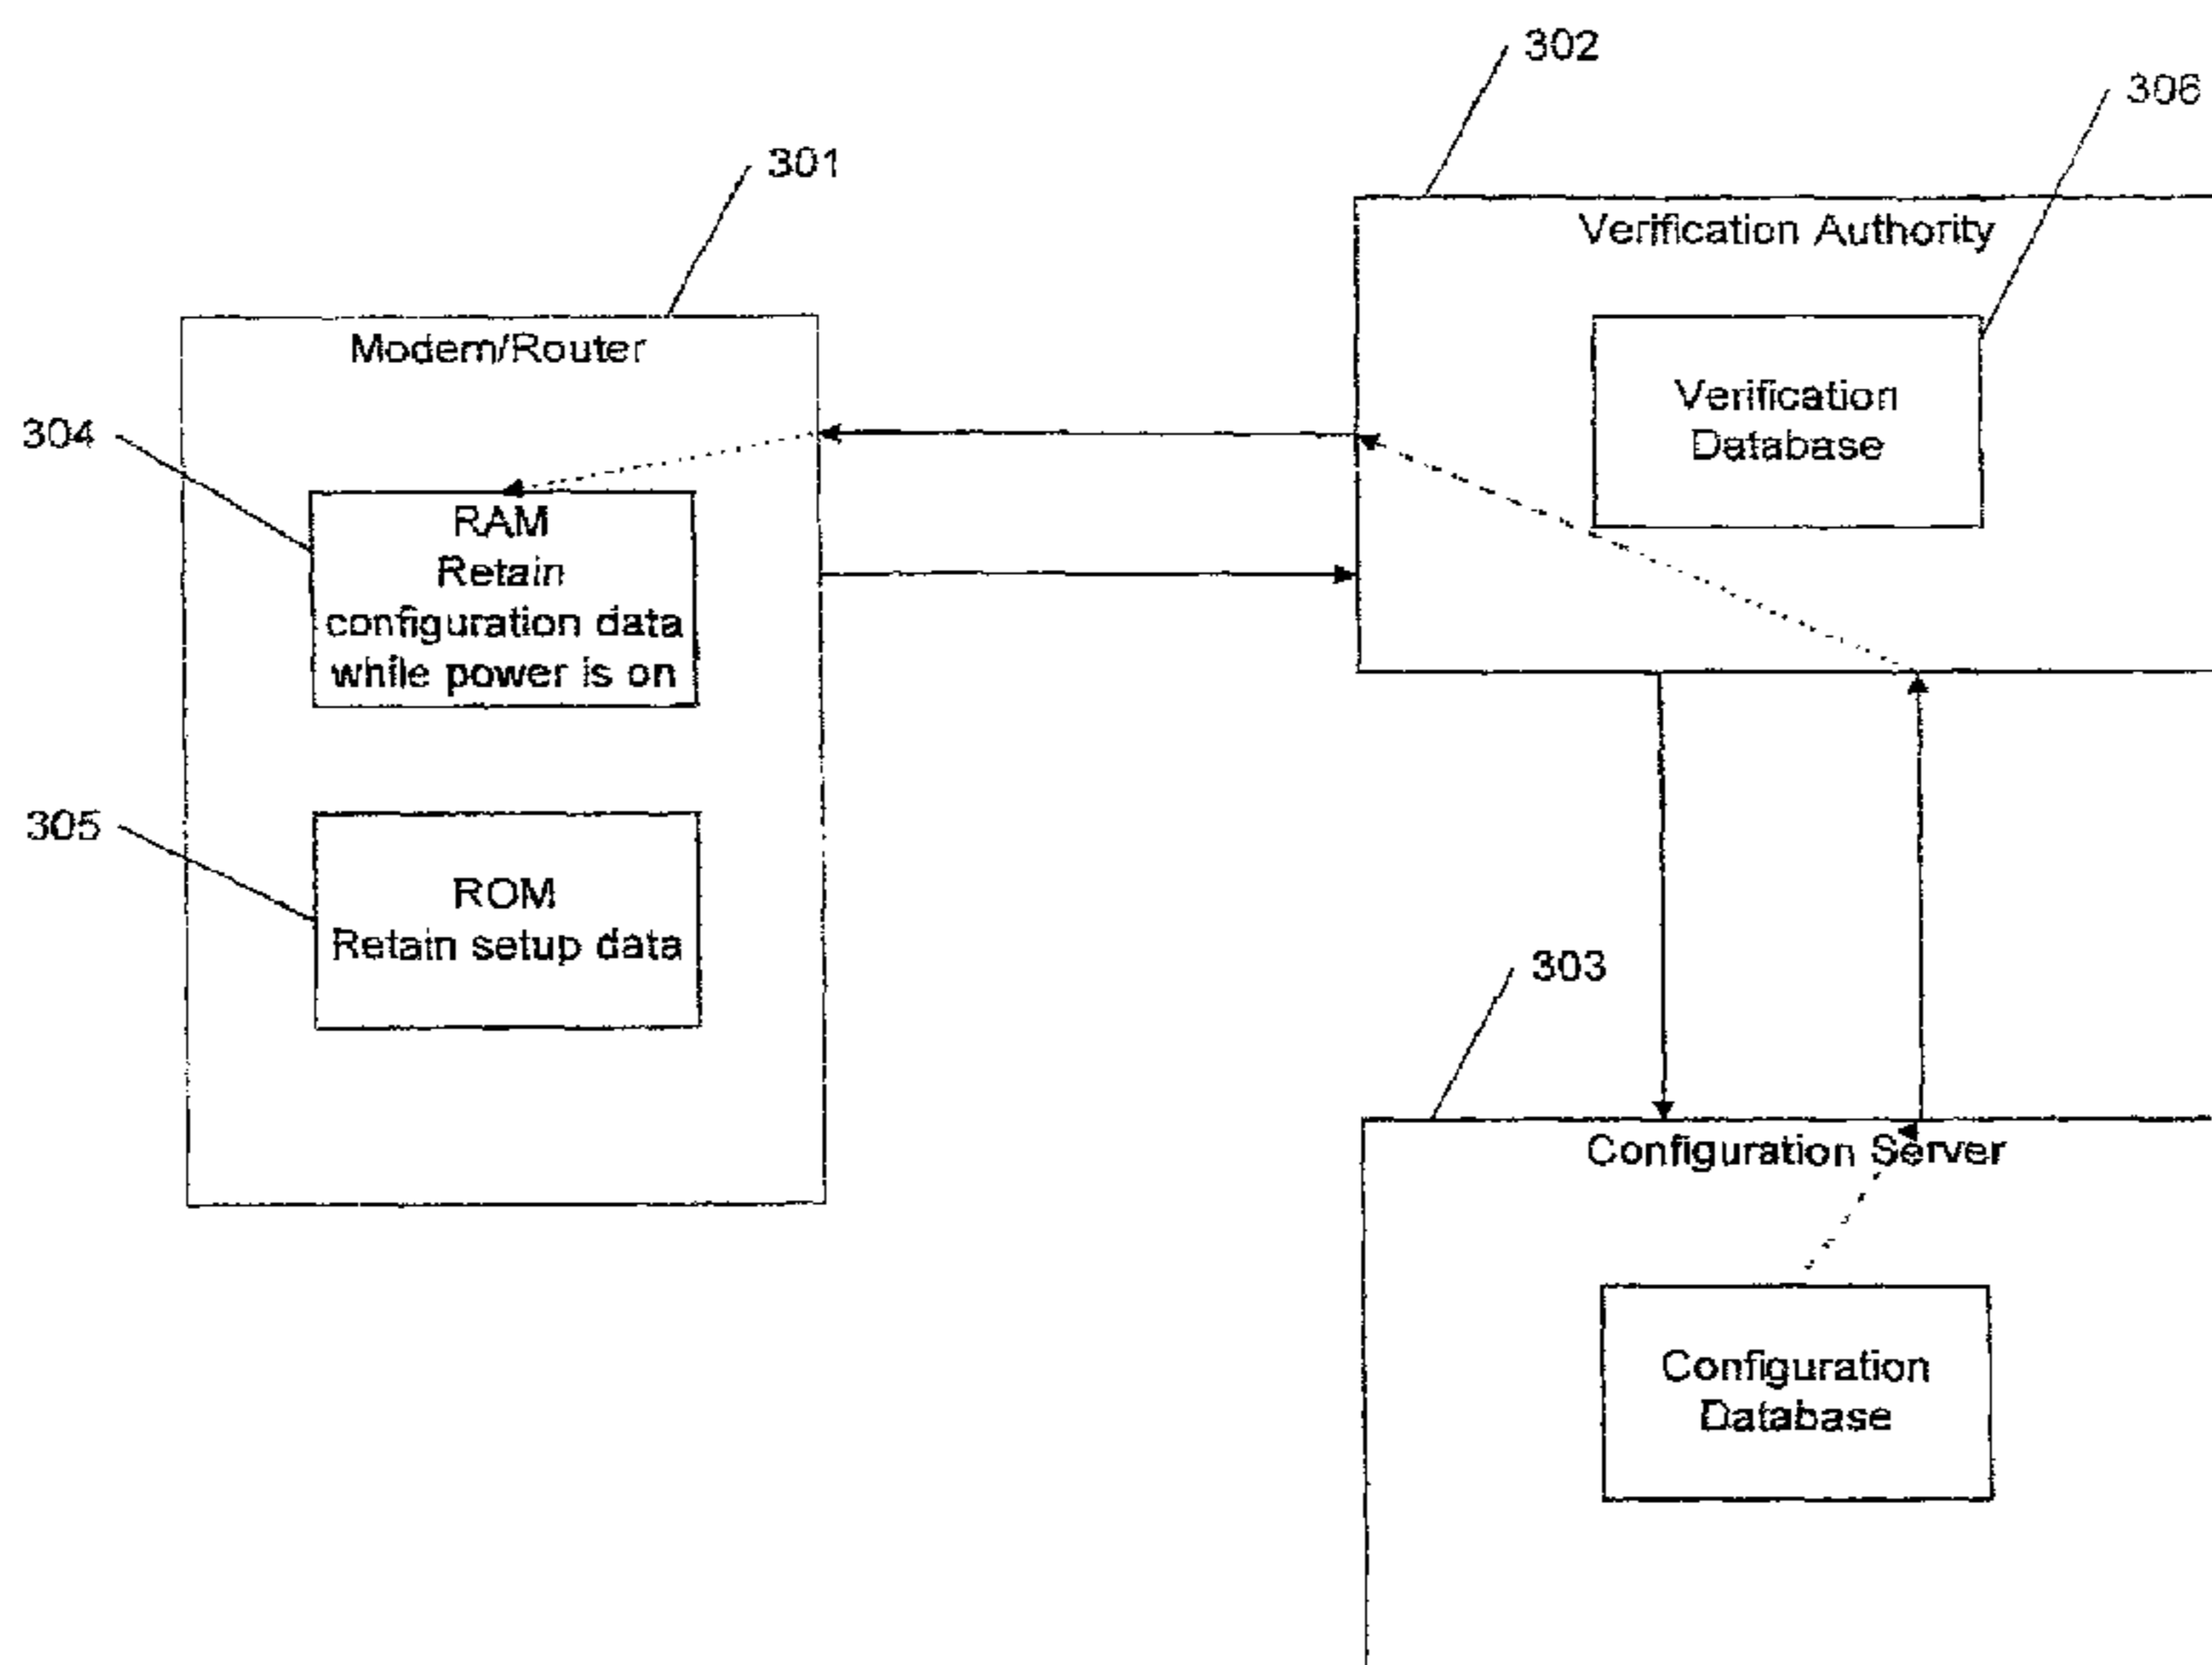 302
306
301
Verification Authority
Modem/Router
Verification
Database
304
RAM
Retain
configuration data
while power is on
305
ROM
Retain setup data
303
Configuration Server
Configuration
Database